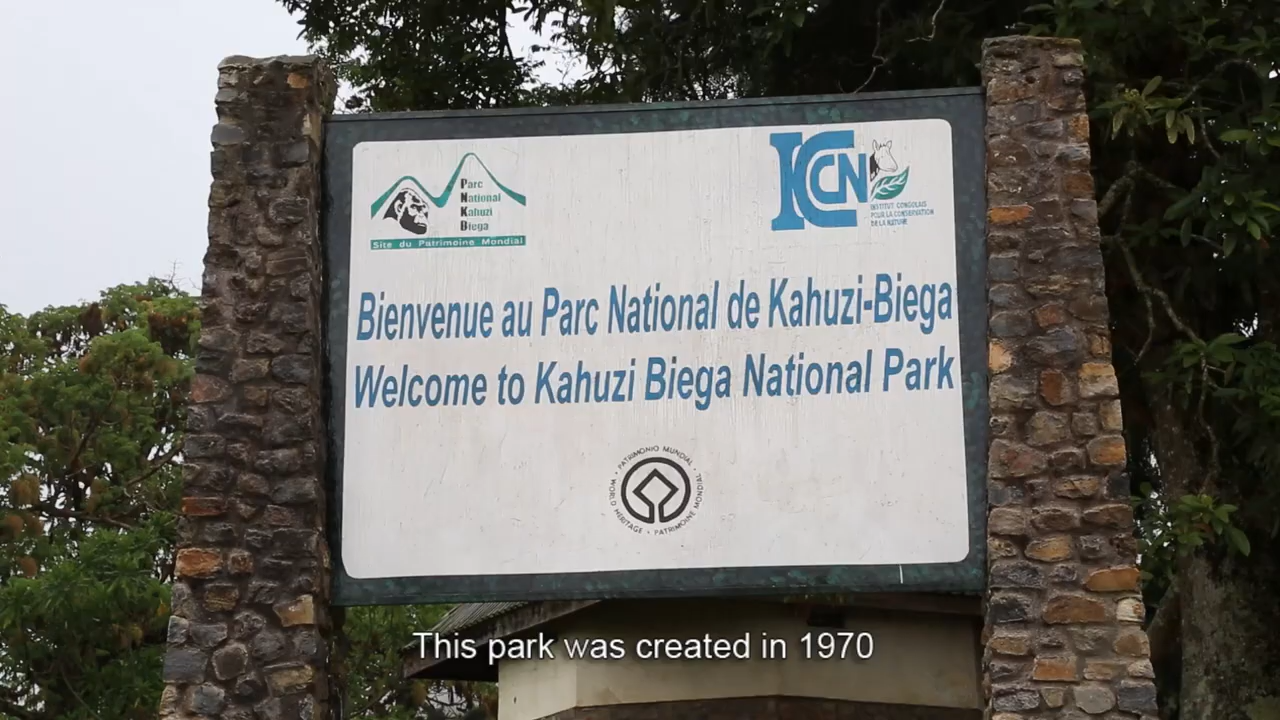 Parc
National
Kahuzi
Biega
Site du Patrimoine Mondial
ICCN
INSTITUT CONGOLAIS
POUR LA CONSERVATION
DE LA NATURE
Bienvenue au Parc National de Kahuzi-Biega
Welcome to Kahuzi Biega National Park
PATRIMONIO MUNDIAL • WORLD HERITAGE • PATRIMOINE MONDIAL
This park was created in 1970